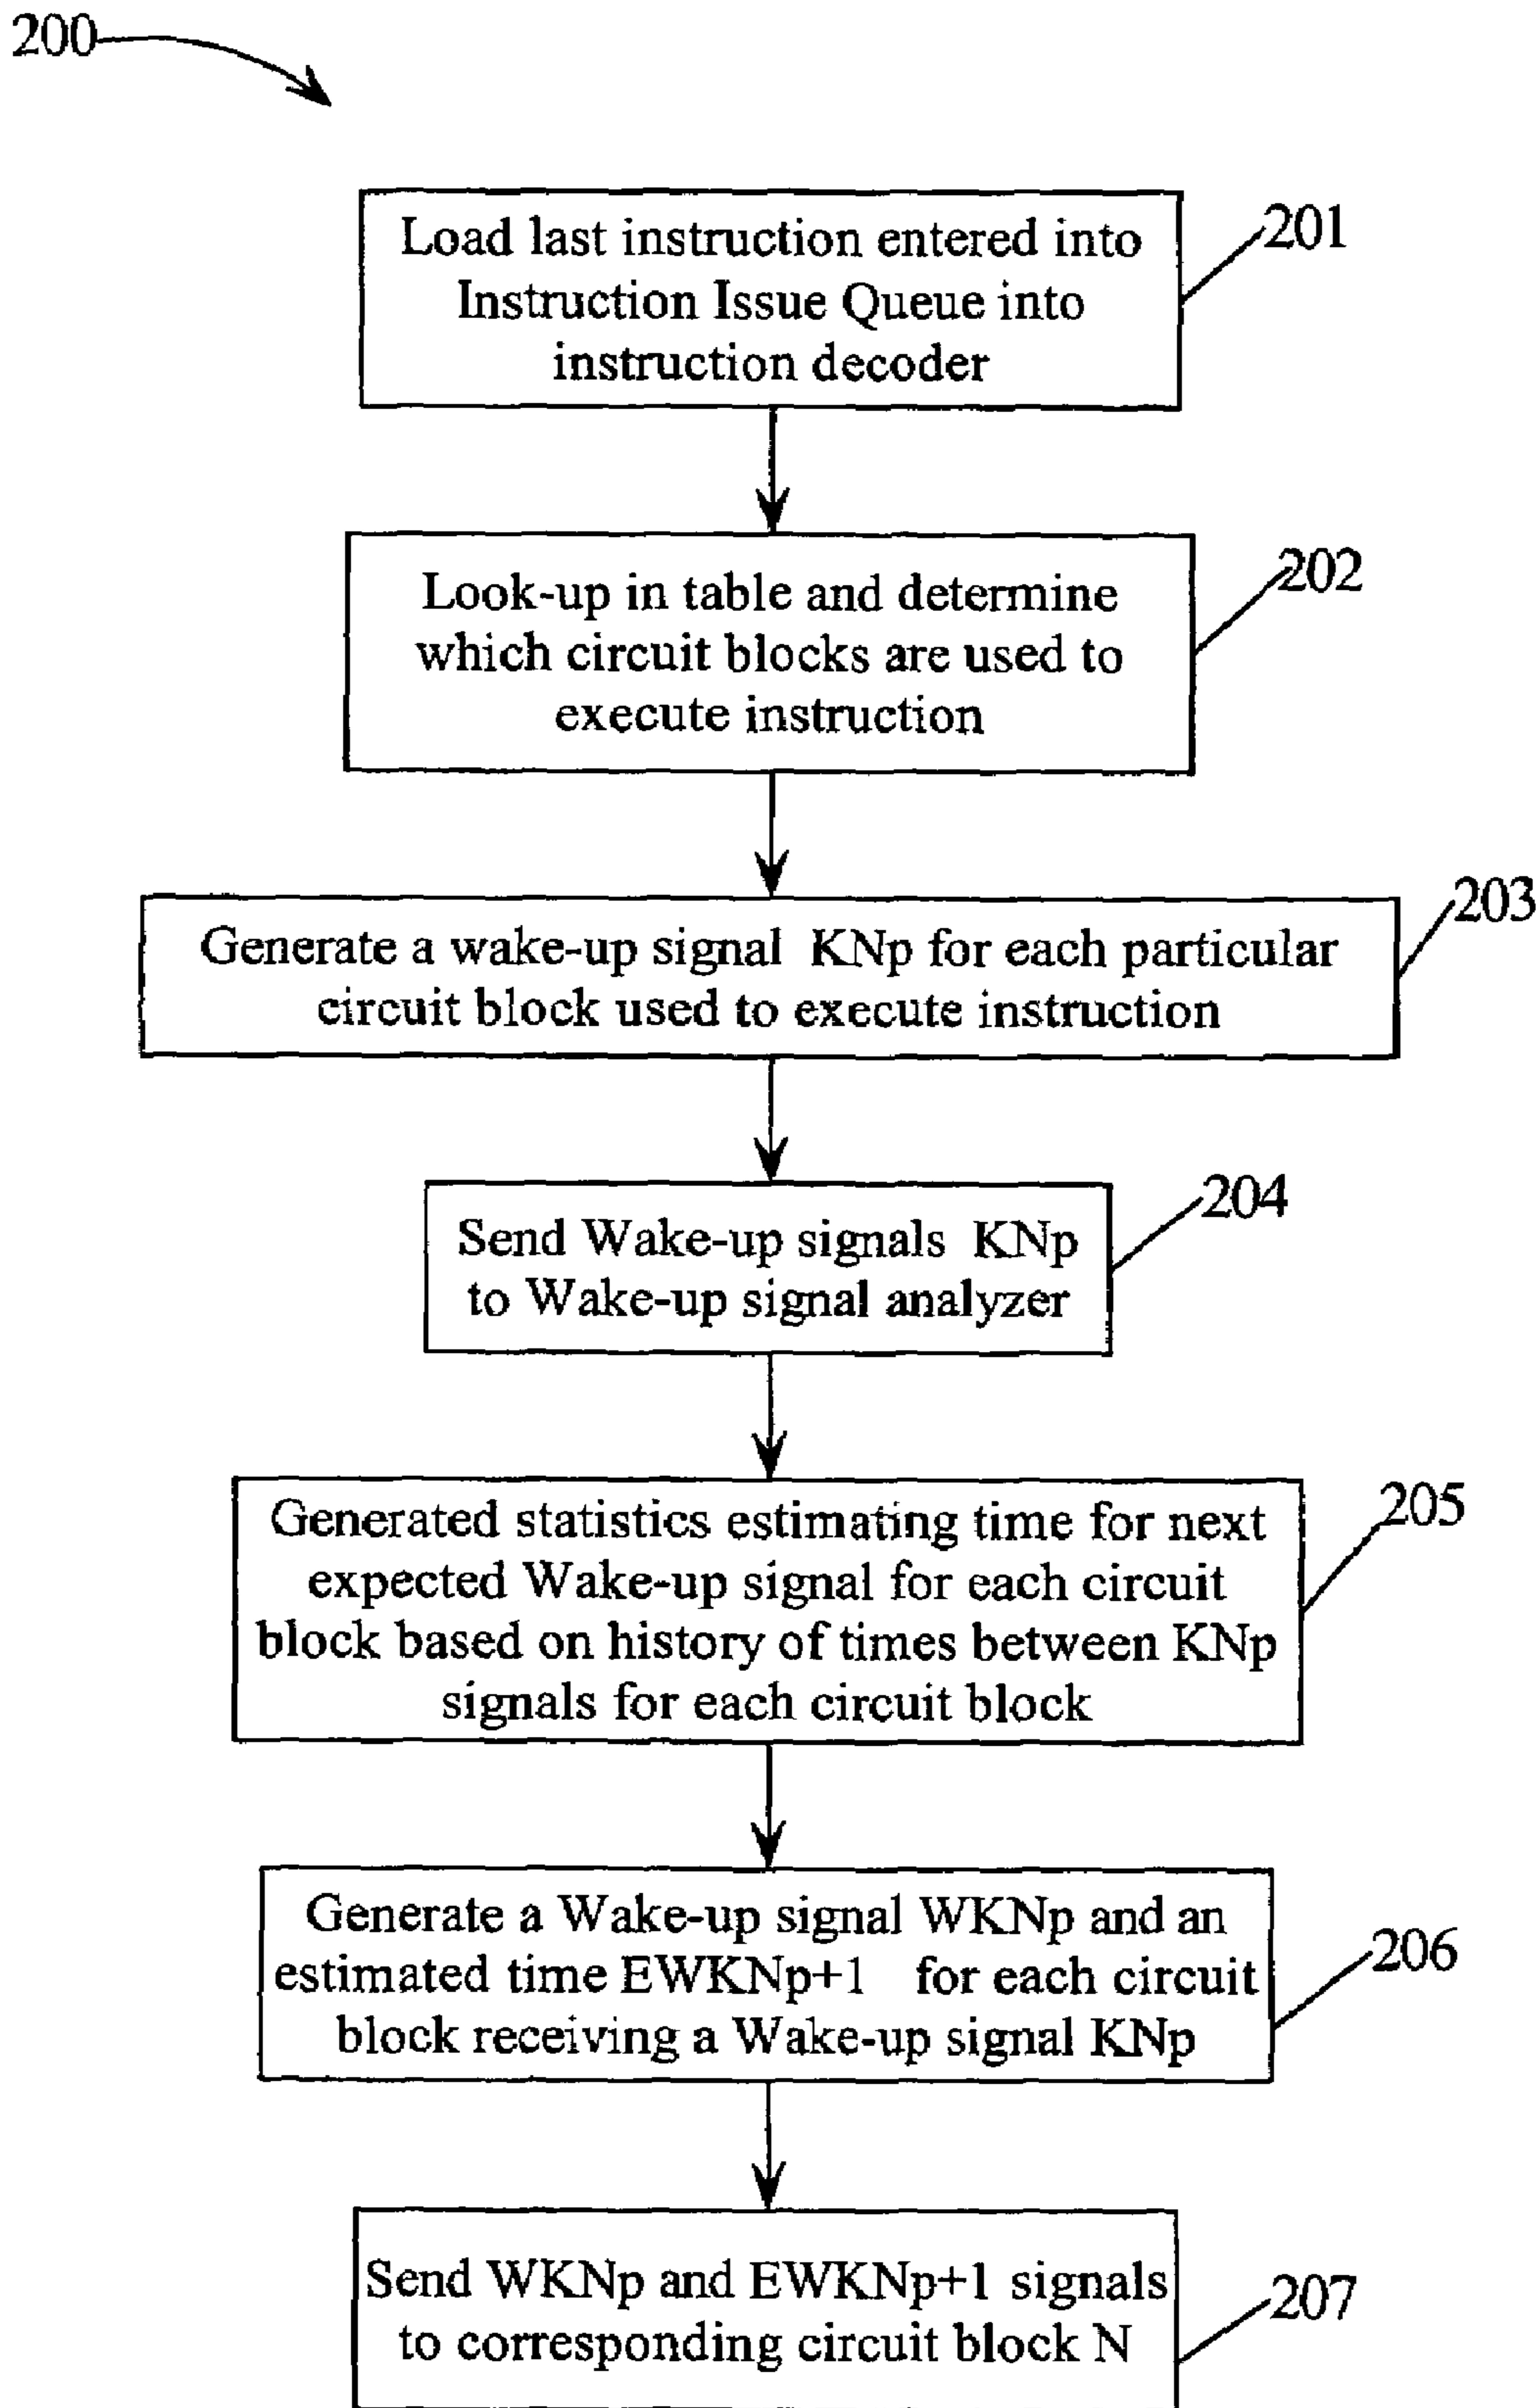 200
Load last instruction entered into
Instruction Issue Queue into
instruction decoder
201
Look-up in table and determine
which circuit blocks are used to
execute instruction
202
Generate a wake-up signal KNp for each particular
circuit block used to execute instruction
203
Send Wake-up signals KNp
to Wake-up signal analyzer
204
Generated statistics estimating time for next
expected Wake-up signal for each circuit
block based on history of times between KNp
signals for each circuit block
205
Generate a Wake-up signal WKNp and an
estimated time EWKNp+1 for each circuit
block receiving a Wake-up signal KNp
206
Send WKNp and EWKNp+1 signals
to corresponding circuit block N
207